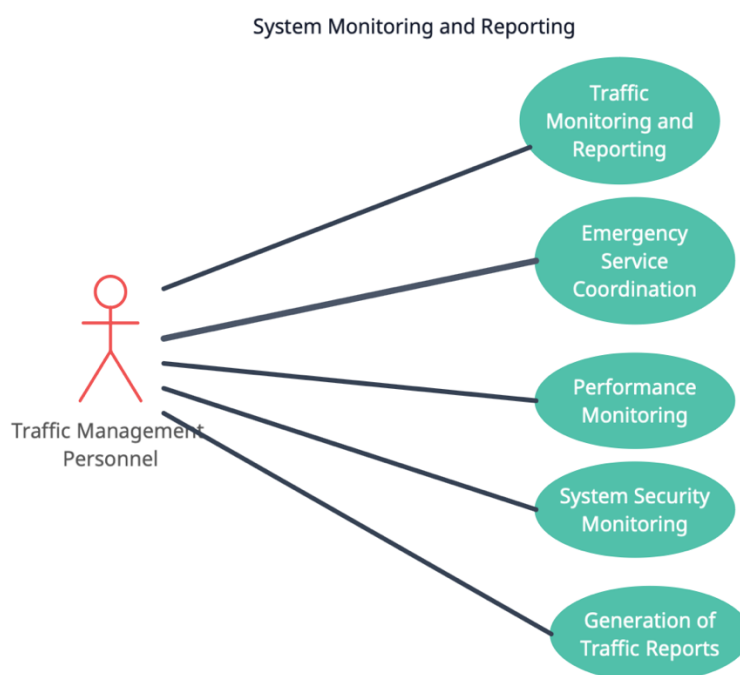 System Monitoring and Reporting
Traffic
Monitoring and
Reporting
Emergency
Service
Coordination
Performance
Monitoring
Traffic Management
Personnel
System Security
Monitoring
Generation of
Traffic Reports